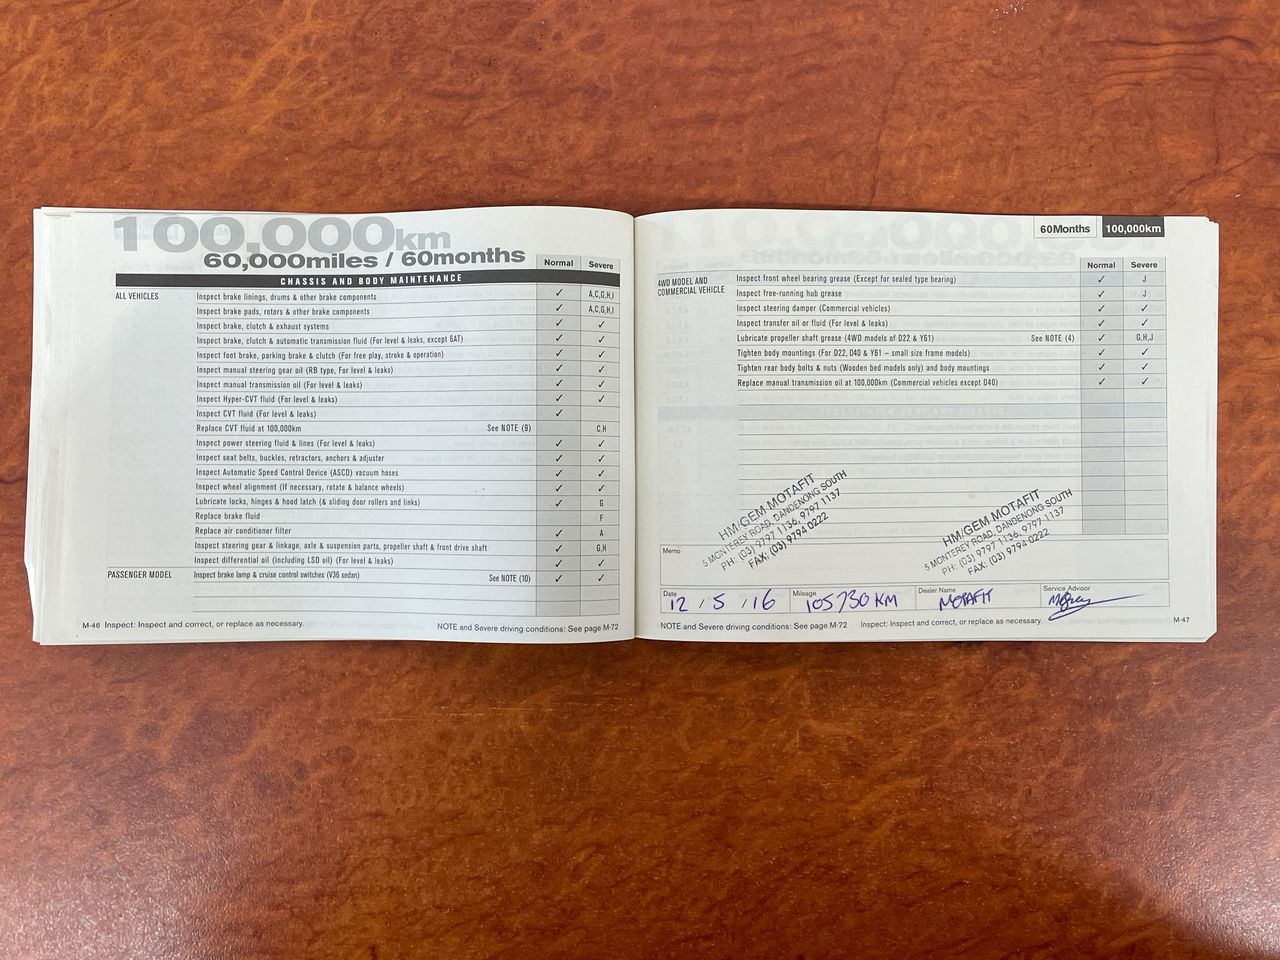 100,000km
60,000miles / 60months
Normal Severe
CHASSIS AND BODY MAINTENANCE
ALL VEHICLES Inspect brake linings, drums & other brake components ✓ A,C,G,H,I
Inspect brake pads, rotors & other brake components ✓ A,C,G,H,I
Inspect brake, clutch & exhaust systems ✓ ✓
Inspect brake, clutch & automatic transmission fluid (For level & leaks, except 6AT) ✓ ✓
Inspect foot brake, parking brake & clutch (For free play, stroke & operation) ✓ ✓
Inspect manual steering gear oil (RB type, For level & leaks) ✓ ✓
Inspect manual transmission oil (For level & leaks) ✓ ✓
Inspect Hyper-CVT fluid (For level & leaks) ✓ ✓
Inspect CVT fluid (For level & leaks) ✓
Replace CVT fluid at 100,000km See NOTE (9) C,H
Inspect power steering fluid & lines (For level & leaks) ✓ ✓
Inspect seat belts, buckles, retractors, anchors & adjuster ✓ ✓
Inspect Automatic Speed Control Device (ASCD) vacuum hoses ✓ ✓
Inspect wheel alignment (If necessary, rotate & balance wheels) ✓ ✓
Lubricate locks, hinges & hood latch (& sliding door rollers and links) ✓ G
Replace brake fluid F
Replace air conditioner filter ✓ A
Inspect steering gear & linkage, axle & suspension parts, propeller shaft & front drive shaft ✓ G,H
Inspect differential oil (including LSD oil) (For level & leaks) ✓ ✓
PASSENGER MODEL Inspect brake lamp & cruise control switches (V36 sedan) See NOTE (10) ✓ ✓
M-46 Inspect: Inspect and correct, or replace as necessary. NOTE and Severe driving conditions: See page M-72
60Months 100,000km
Normal Severe
4WD MODEL AND
COMMERCIAL VEHICLE
Inspect front wheel bearing grease (Except for sealed type bearing) ✓ J
Inspect free-running hub grease ✓ J
Inspect steering damper (Commercial vehicles) ✓ ✓
Inspect transfer oil or fluid (For level & leaks) ✓ ✓
Lubricate propeller shaft grease (4WD models of D22 & Y61) See NOTE (4) ✓ G,H,J
Tighten body mountings (For D22, D40 & Y61 – small size frame models) ✓ ✓
Tighten rear body bolts & nuts (Wooden bed models only) and body mountings ✓ ✓
Replace manual transmission oil at 100,000km (Commercial vehicles except D40) ✓ ✓
HM/GEM MOTAFIT
5 MONTEREY ROAD, DANDENONG SOUTH
PH: (03) 9797 1136, 9797 1137
FAX: (03) 9794 0222
HM/GEM MOTAFIT
5 MONTEREY ROAD, DANDENONG SOUTH
PH: (03) 9797 1136, 9797 1137
FAX: (03) 9794 0222
Memo
Date Mileage Dealer Name Service Advisor
12 / 5 / 16 105730 KM MOTAFIT
NOTE and Severe driving conditions: See page M-72 Inspect: Inspect and correct, or replace as necessary. M-47